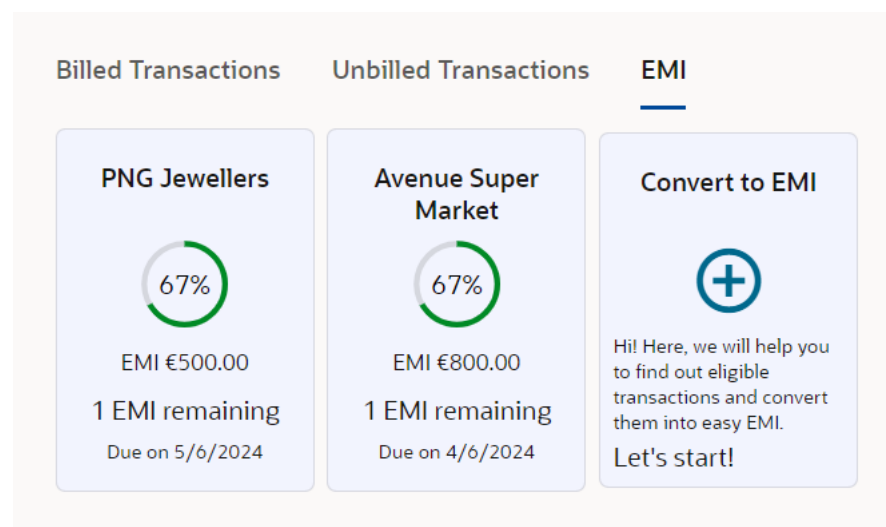 Billed Transactions
Unbilled Transactions
EMI
PNG Jewellers
67%
EMI €500.00
1 EMI remaining
Due on 5/6/2024
Avenue Super
Market
67%
EMI €800.00
1 EMI remaining
Due on 4/6/2024
Convert to EMI
Hi! Here, we will help you
to find out eligible
transactions and convert
them into easy EMI.
Let's start!